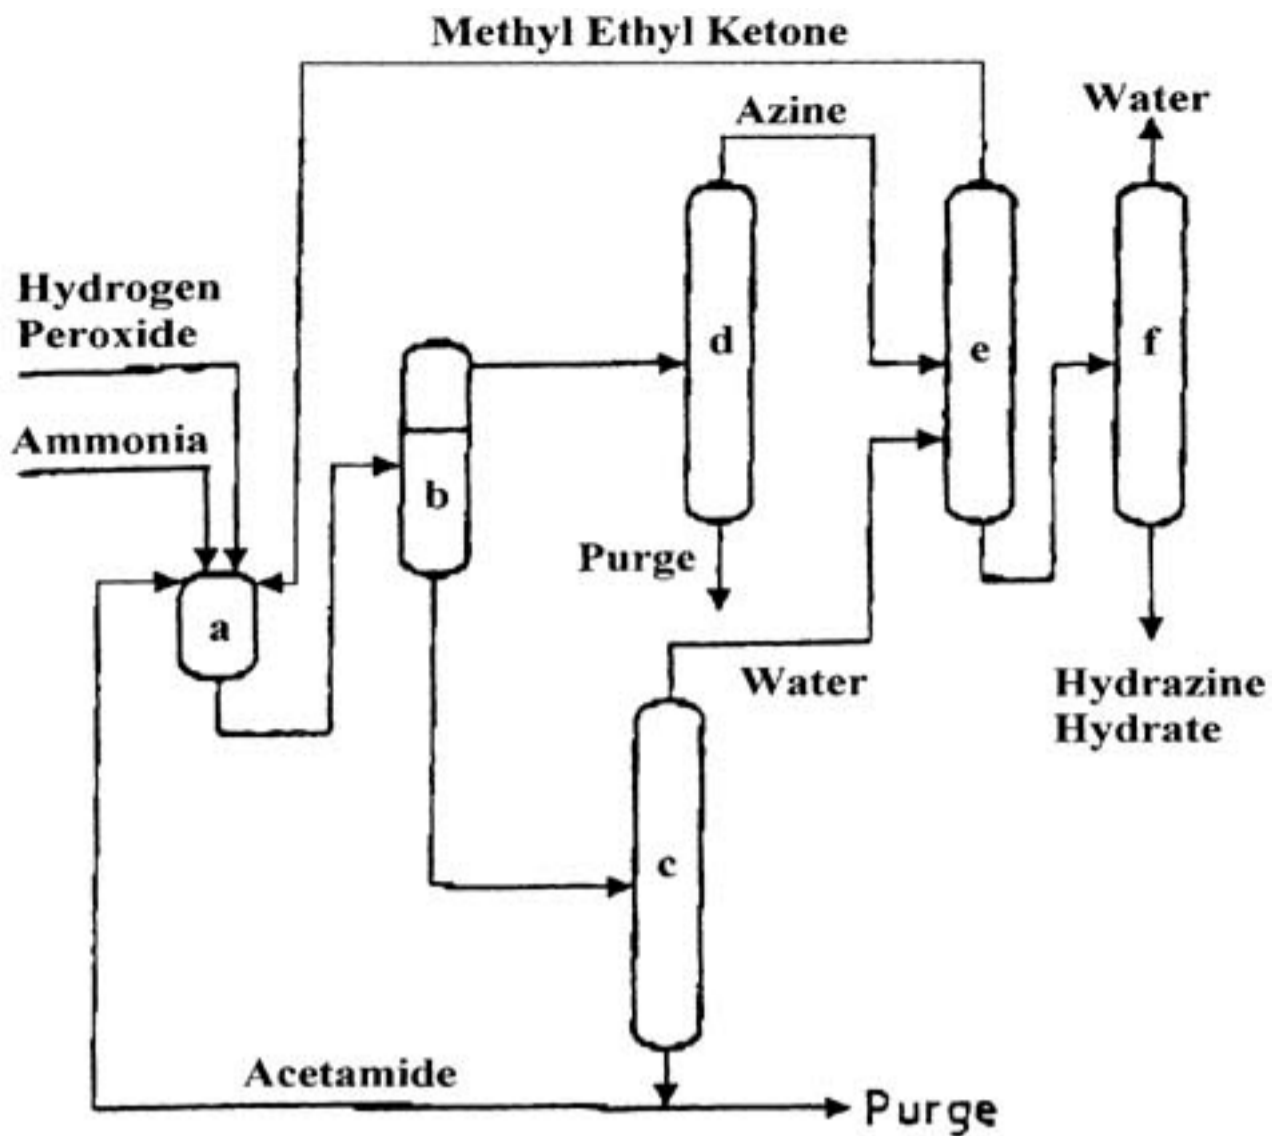 Methyl Ethyl Ketone
Azine
Water
Hydrogen
Peroxide
d
e
f
Ammonia
b
Purge
a
Water
Hydrazine
Hydrate
c
Acetamide
Purge